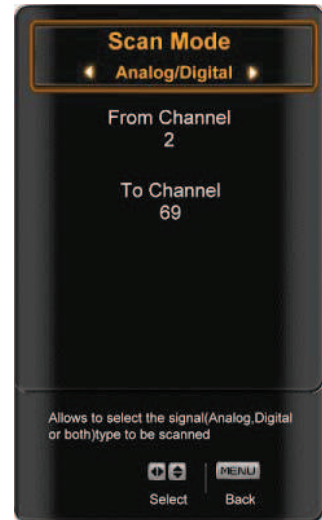 Scan Mode
Analog/Digital
From Channel
2
To Channel
69
Allows to select the signal(Analog,Digital
or both)type to be scanned
MENU
Select Back